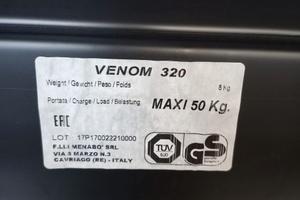 VENOM 320
Weight / Gewicht / Peso / Poids 8 Kg
Portata / Charge / Load / Belastung MAXI 50 Kg.
EAC
LOT 17P170022210000
F.LLI MENABO' SRL
VIA 8 MARZO N.3
CAVRIAGO (RE) - ITALY
TÜV
SÜD
GS